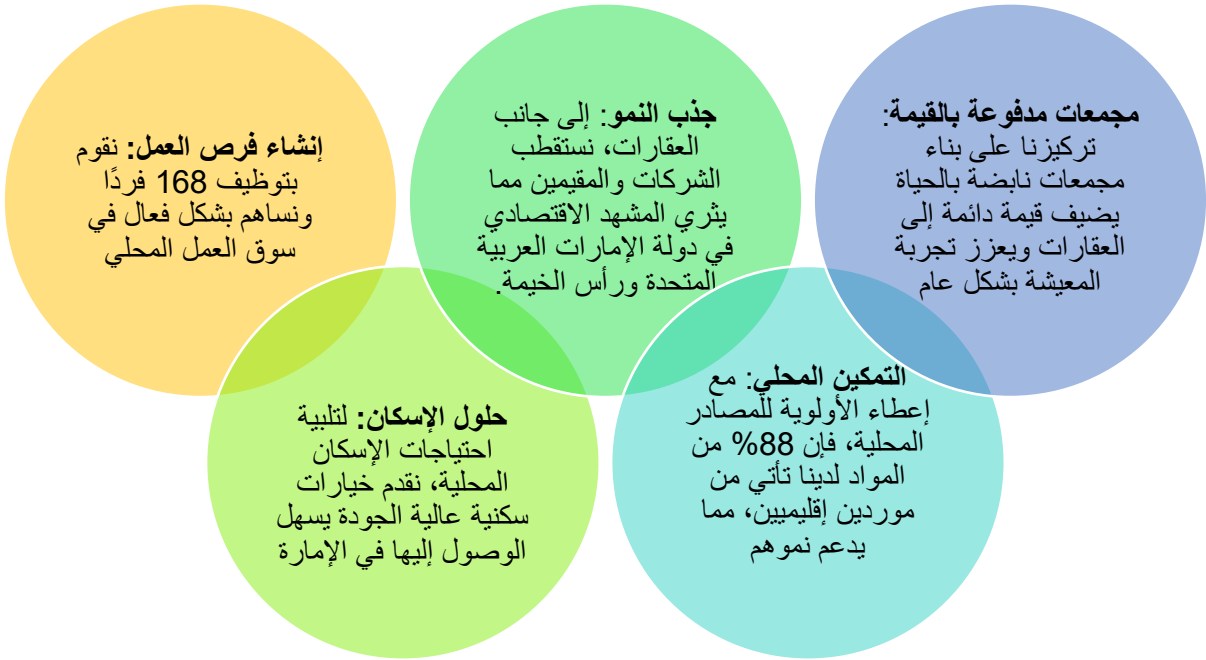 مجمعات مدفوعة بالقيمة:
تركيزنا على بناء
مجمعات نابضة بالحياة
يضيف قيمة دائمة إلى
العقارات ويعزز تجربة
المعيشة بشكل عام
جذب النمو: إلى جانب
العقارات، نستقطب
الشركات والمقيمين مما
يثري المشهد الاقتصادي
في دولة الإمارات العربية
المتحدة ورأس الخيمة.
إنشاء فرص العمل: نقوم
بتوظيف 168 فردًا
ونساهم بشكل فعال في
سوق العمل المحلي
التمكين المحلي: مع
إعطاء الأولوية للمصادر
المحلية، فإن 88% من
المواد لدينا تأتي من
موردين إقليميين، مما
يدعم نموهم
حلول الإسكان: لتلبية
احتياجات الإسكان
المحلية، نقدم خيارات
سكنية عالية الجودة يسهل
الوصول إليها في الإمارة